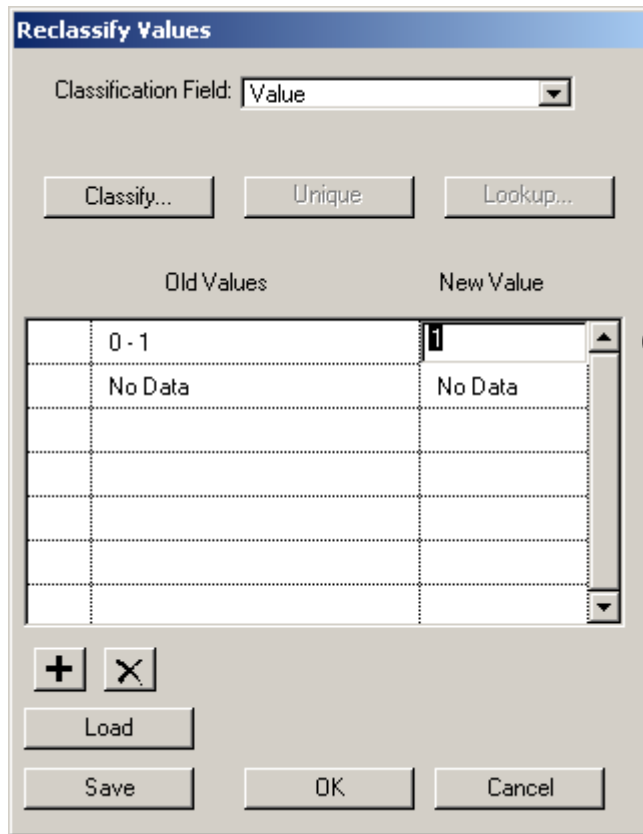 Reclassify Values
Classification Field: Value
Classify... Unique Lookup...
Old Values New Value
0 - 1 1
No Data No Data
Load
Save OK Cancel